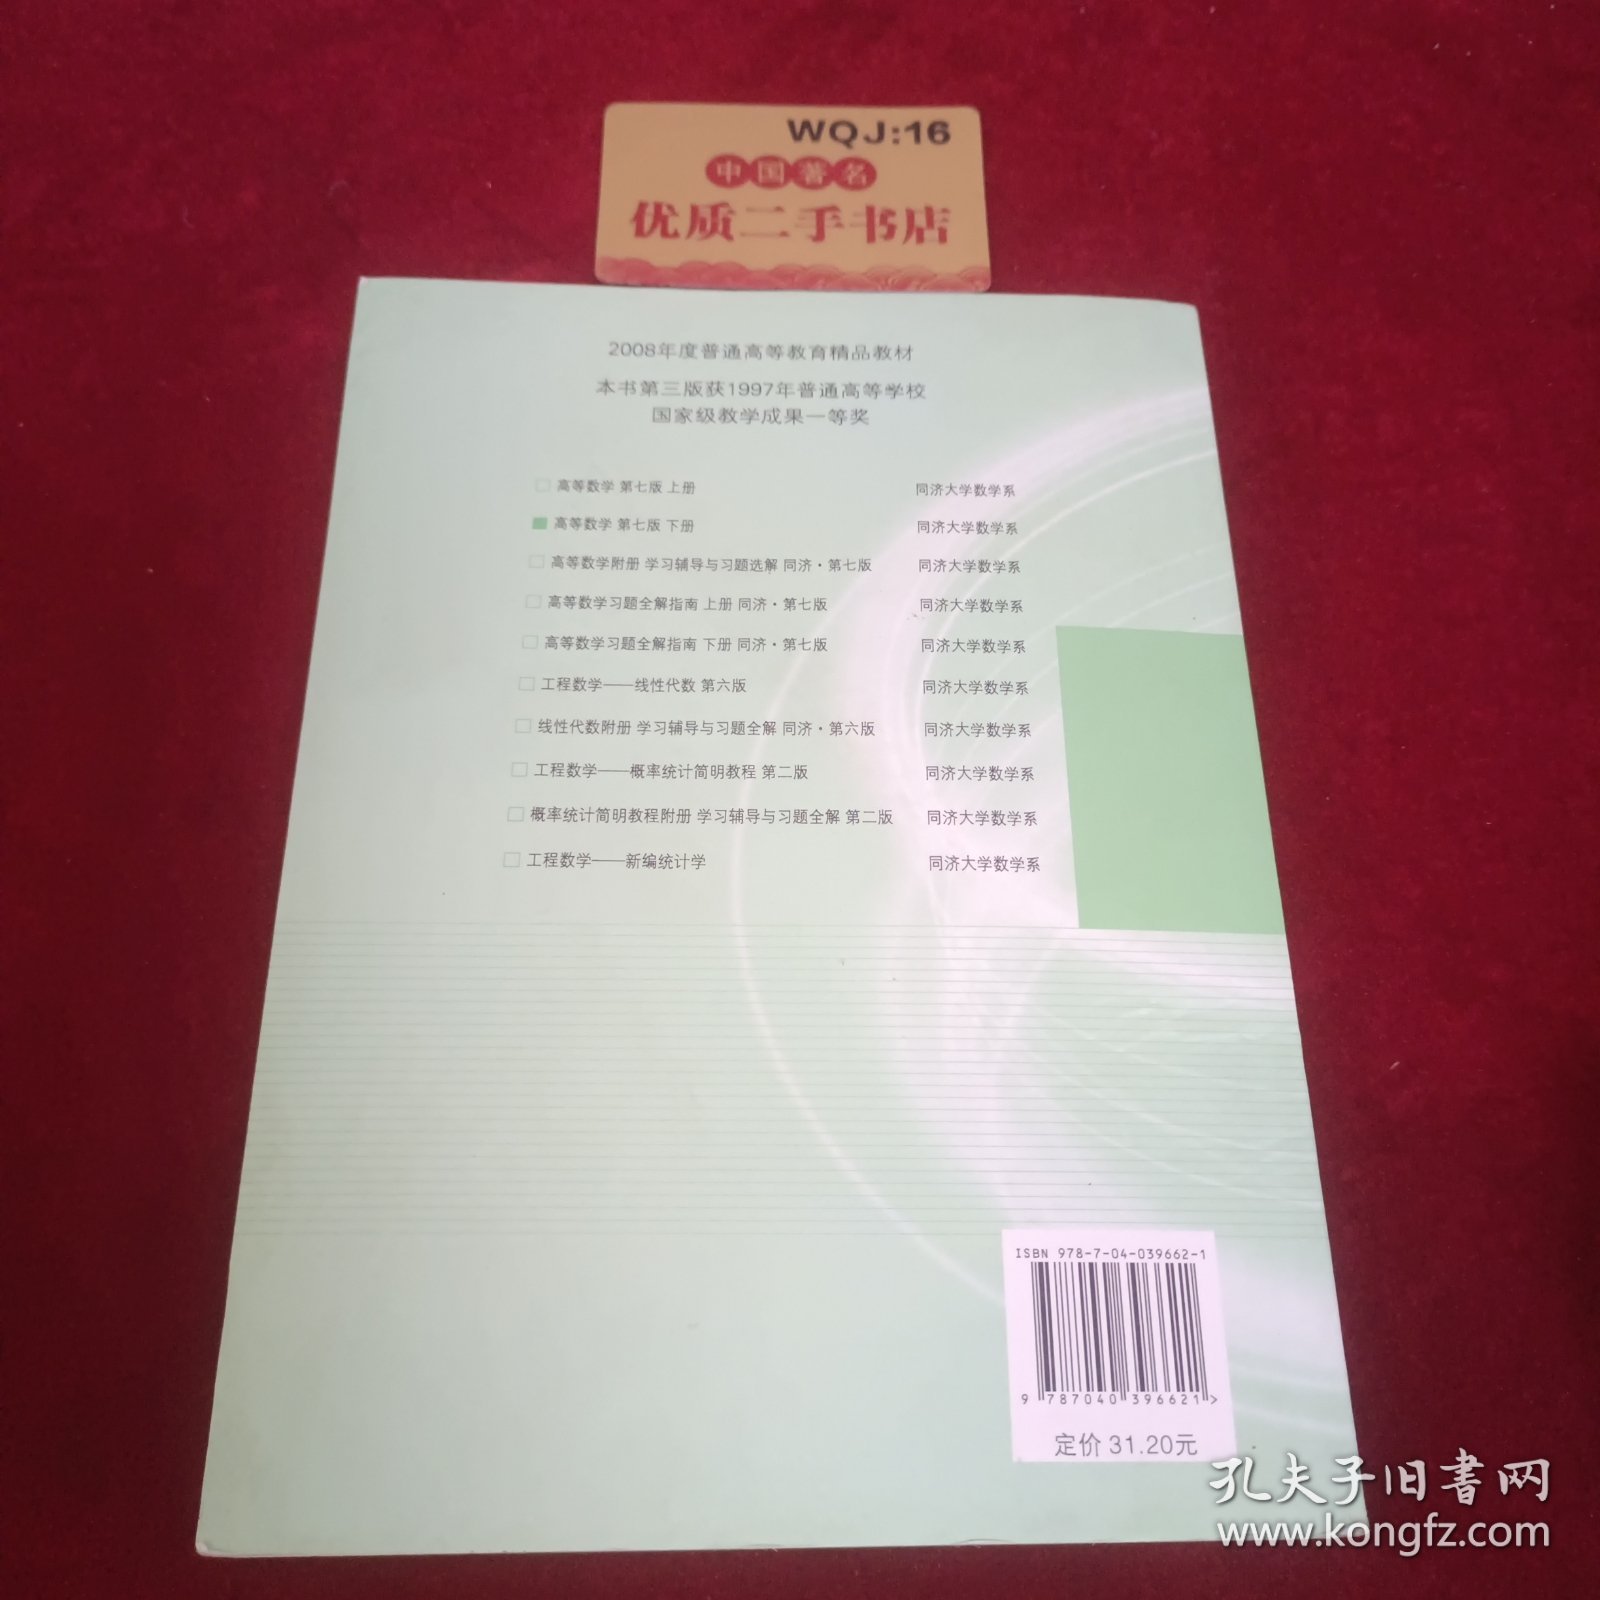 WQJ:16
中国著名
优质二手书店
2008年度普通高等教育精品教材
本书第三版获1997年普通高等学校
国家级教学成果一等奖
高等数学 第七版 上册 同济大学数学系
高等数学 第七版 下册 同济大学数学系
高等数学附册 学习辅导与习题选解 同济·第七版 同济大学数学系
高等数学习题全解指南 上册 同济·第七版 同济大学数学系
高等数学习题全解指南 下册 同济·第七版 同济大学数学系
工程数学——线性代数 第六版 同济大学数学系
线性代数附册 学习辅导与习题全解 同济·第六版 同济大学数学系
工程数学——概率统计简明教程 第二版 同济大学数学系
概率统计简明教程附册 学习辅导与习题全解 第二版 同济大学数学系
工程数学——新编统计学 同济大学数学系
ISBN 978-7-04-039662-1
9 787040 396621 >
定价 31.20元
孔夫子旧书网
www.kongfz.com